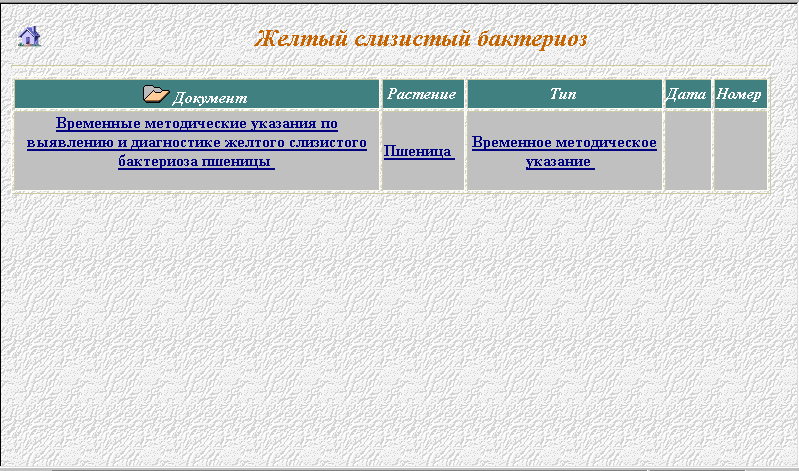 Желтый слизистый бактериоз
Документ Растение Тип Дата Номер
Временные методические указания по
выявлению и диагностике желтого слизистого
бактериоза пшеницы
Пшеница
Временное методическое
указание